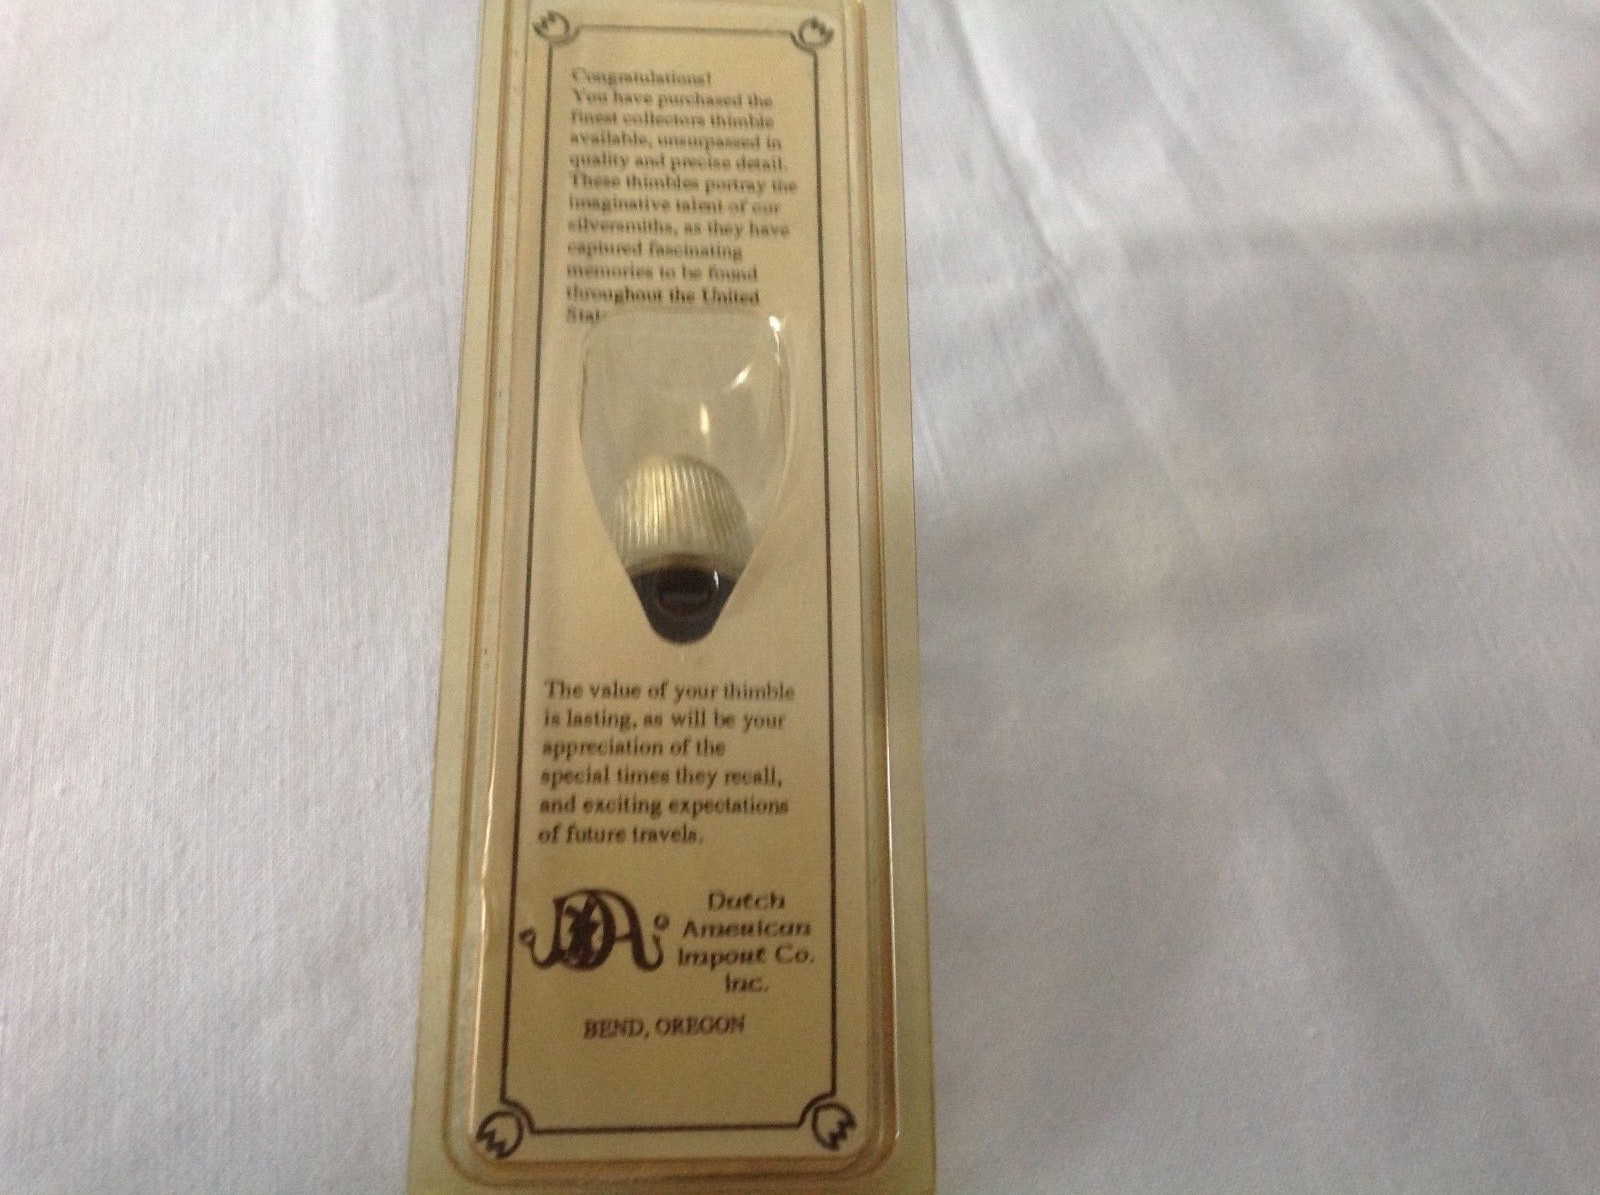 Congratulations!
You have purchased the
finest collectors thimble
available, unsurpassed in
quality and precise detail.
These thimbles portray the
imaginative talent of our
silversmiths, as they have
captured fascinating
memories to be found
throughout the United
The value of your thimble
is lasting, as will be your
appreciation of the
special times they recall,
and exciting expectations
of future travels.
DA
Dutch
American
Import Co.
Inc.
BEND, OREGON